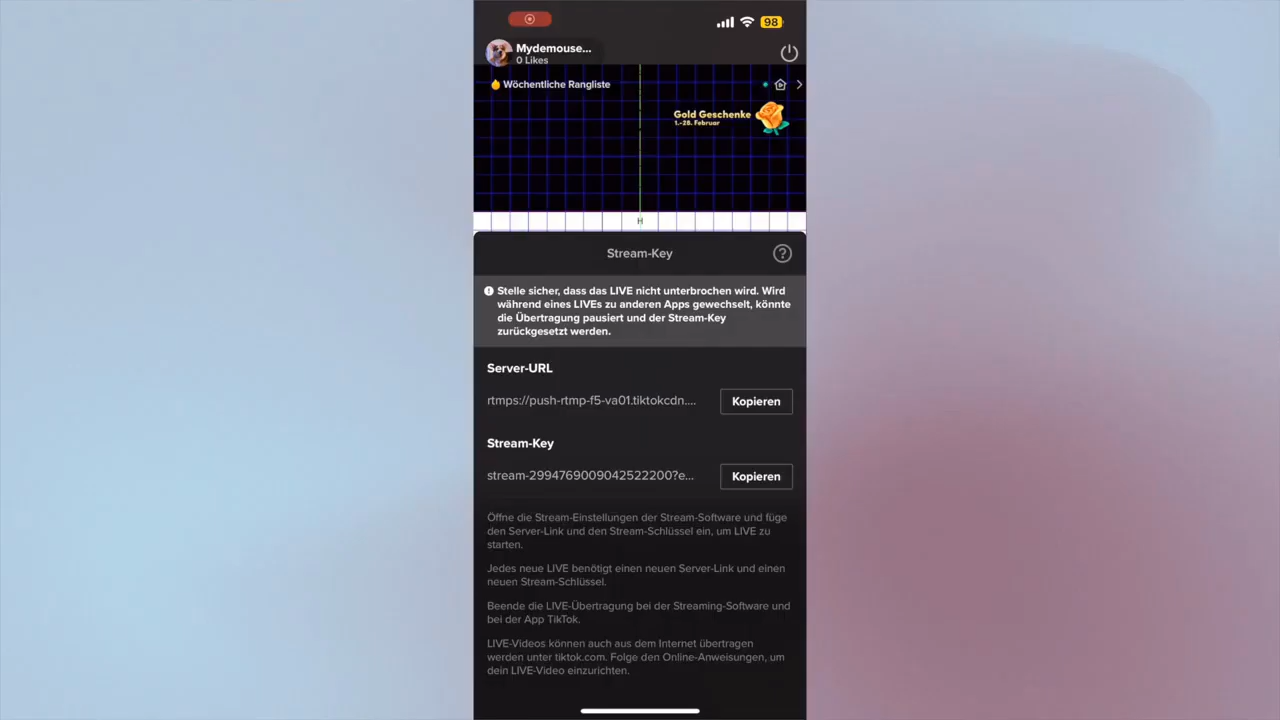 98
Mydemouse...
0 Likes
Wöchentliche Rangliste
Gold Geschenke
1.-28. Februar
H
Stream-Key
Stelle sicher, dass das LIVE nicht unterbrochen wird. Wird
während eines LIVEs zu anderen Apps gewechselt, könnte
die Übertragung pausiert und der Stream-Key
zurückgesetzt werden.
Server-URL
rtmps://push-rtmp-f5-va01.tiktokcdn....
Kopieren
Stream-Key
stream-2994769009042522200?e...
Kopieren
Öffne die Stream-Einstellungen der Stream-Software und füge
den Server-Link und den Stream-Schlüssel ein, um LIVE zu
starten.
Jedes neue LIVE benötigt einen neuen Server-Link und einen
neuen Stream-Schlüssel.
Beende die LIVE-Übertragung bei der Streaming-Software und
bei der App TikTok.
LIVE-Videos können auch aus dem Internet übertragen
werden unter tiktok.com. Folge den Online-Anweisungen, um
dein LIVE-Video einzurichten.